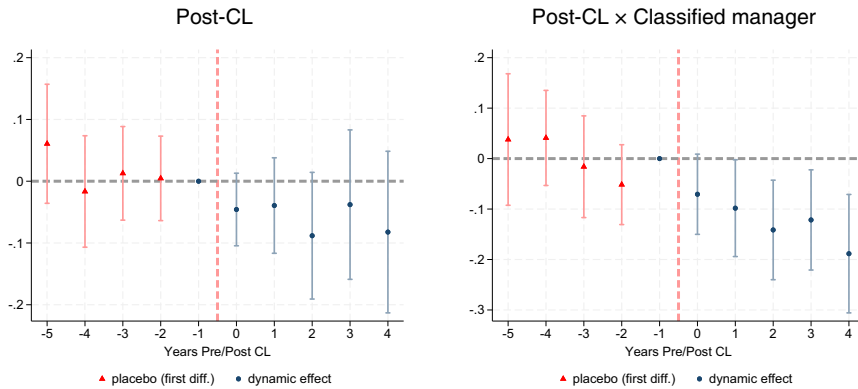 Post-CL
.2
.1
0
-.1
-.2
-5 -4 -3 -2 -1 0 1 2 3 4
Years Pre/Post CL
placebo (first diff.) dynamic effect
Post-CL × Classified manager
.2
.1
0
-.1
-.2
-.3
-5 -4 -3 -2 -1 0 1 2 3 4
Years Pre/Post CL
placebo (first diff.) dynamic effect